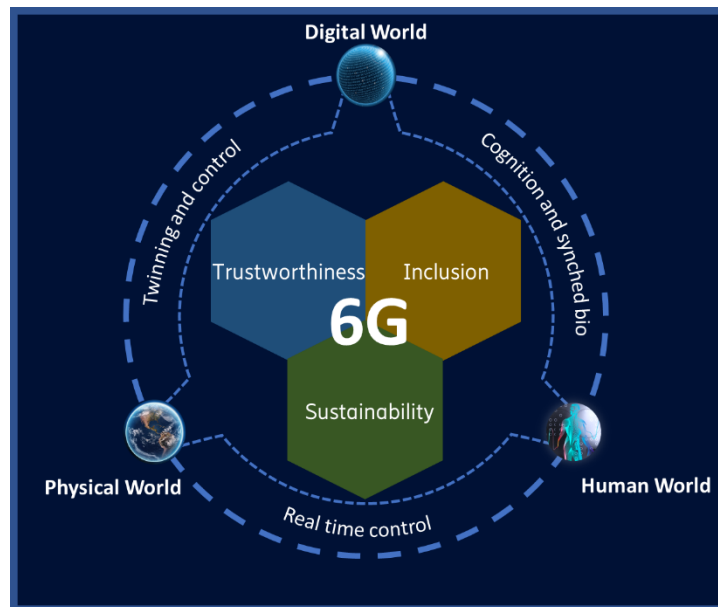 Digital World
Twinning and control
Cognition and synched bio
Trustworthiness
Inclusion
6G
Sustainability
Physical World
Human World
Real time control